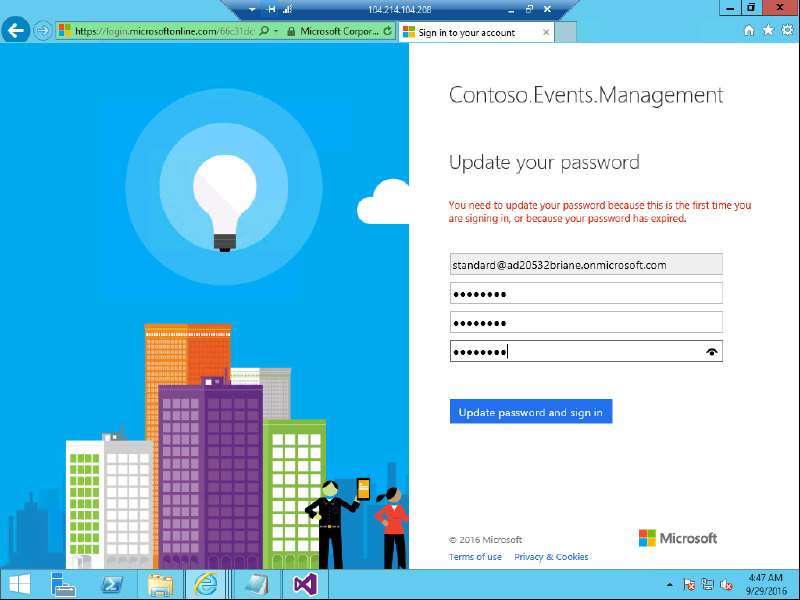 104.214.104.208
https://login.microsoftonline.com/66c31dc
Microsoft Corpor...
Sign in to your account
Contoso.Events.Management
Update your password
You need to update your password because this is the first time you
are signing in, or because your password has expired.
standard@ad20532briane.onmicrosoft.com
Update password and sign in
© 2016 Microsoft
Microsoft
Terms of use
Privacy & Cookies
4:47 AM
9/29/2016